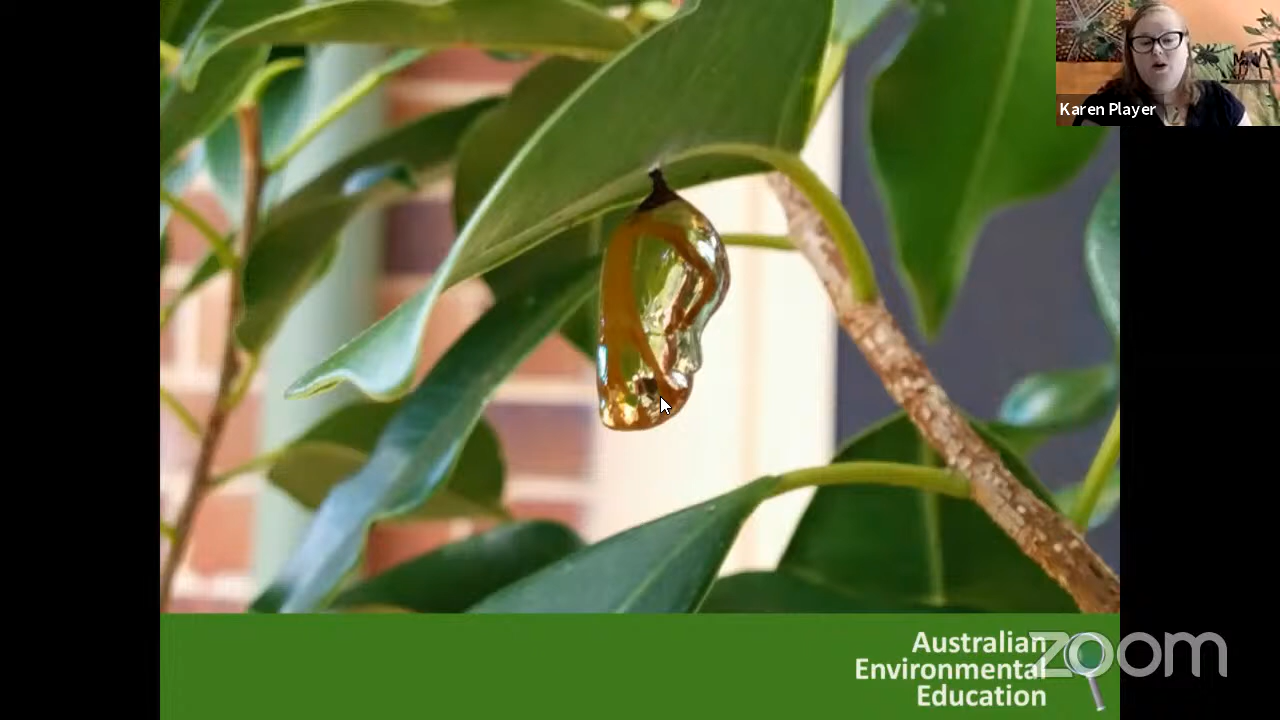 Karen Player
Australian
Environmental
Education
zoom